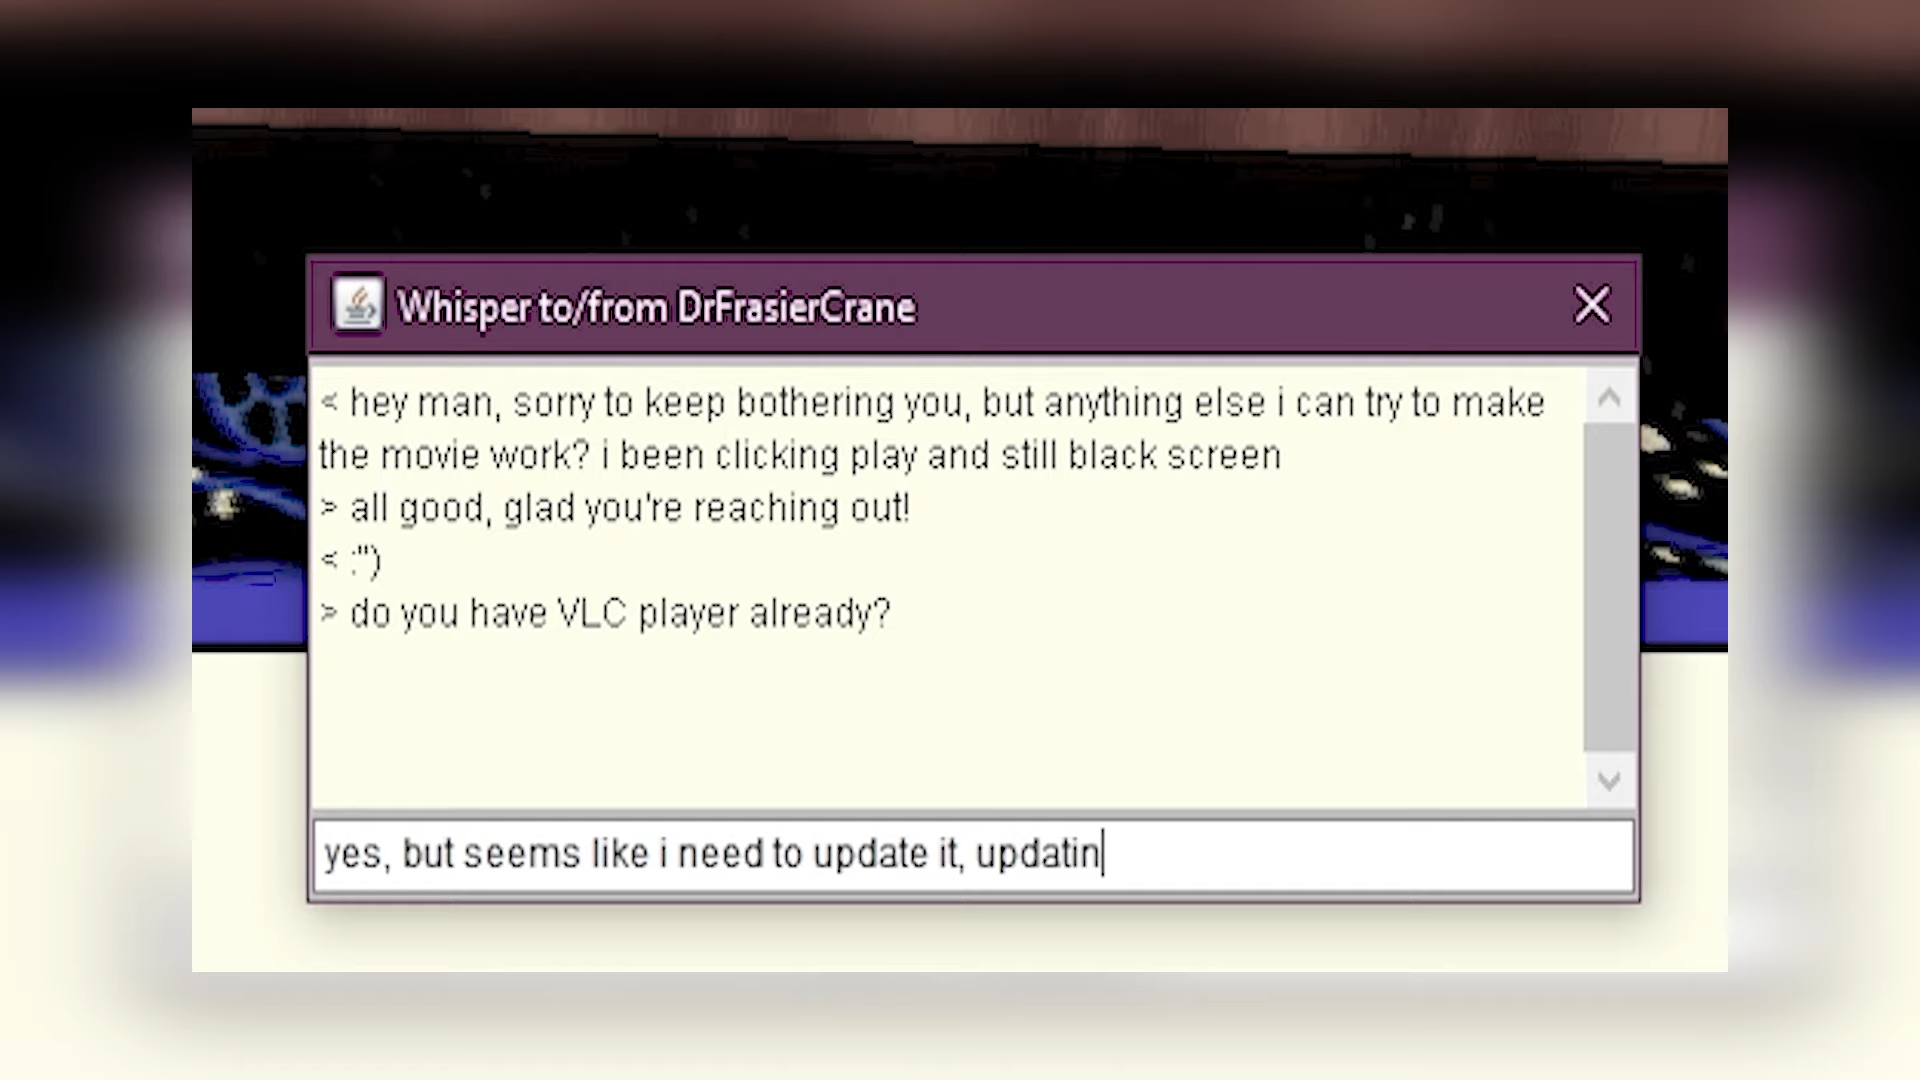 Whisper to/from DrFrasierCrane
< hey man, sorry to keep bothering you, but anything else i can try to make
the movie work? i been clicking play and still black screen
> all good, glad you're reaching out!
< :")
> do you have VLC player already?
yes, but seems like i need to update it, updatin